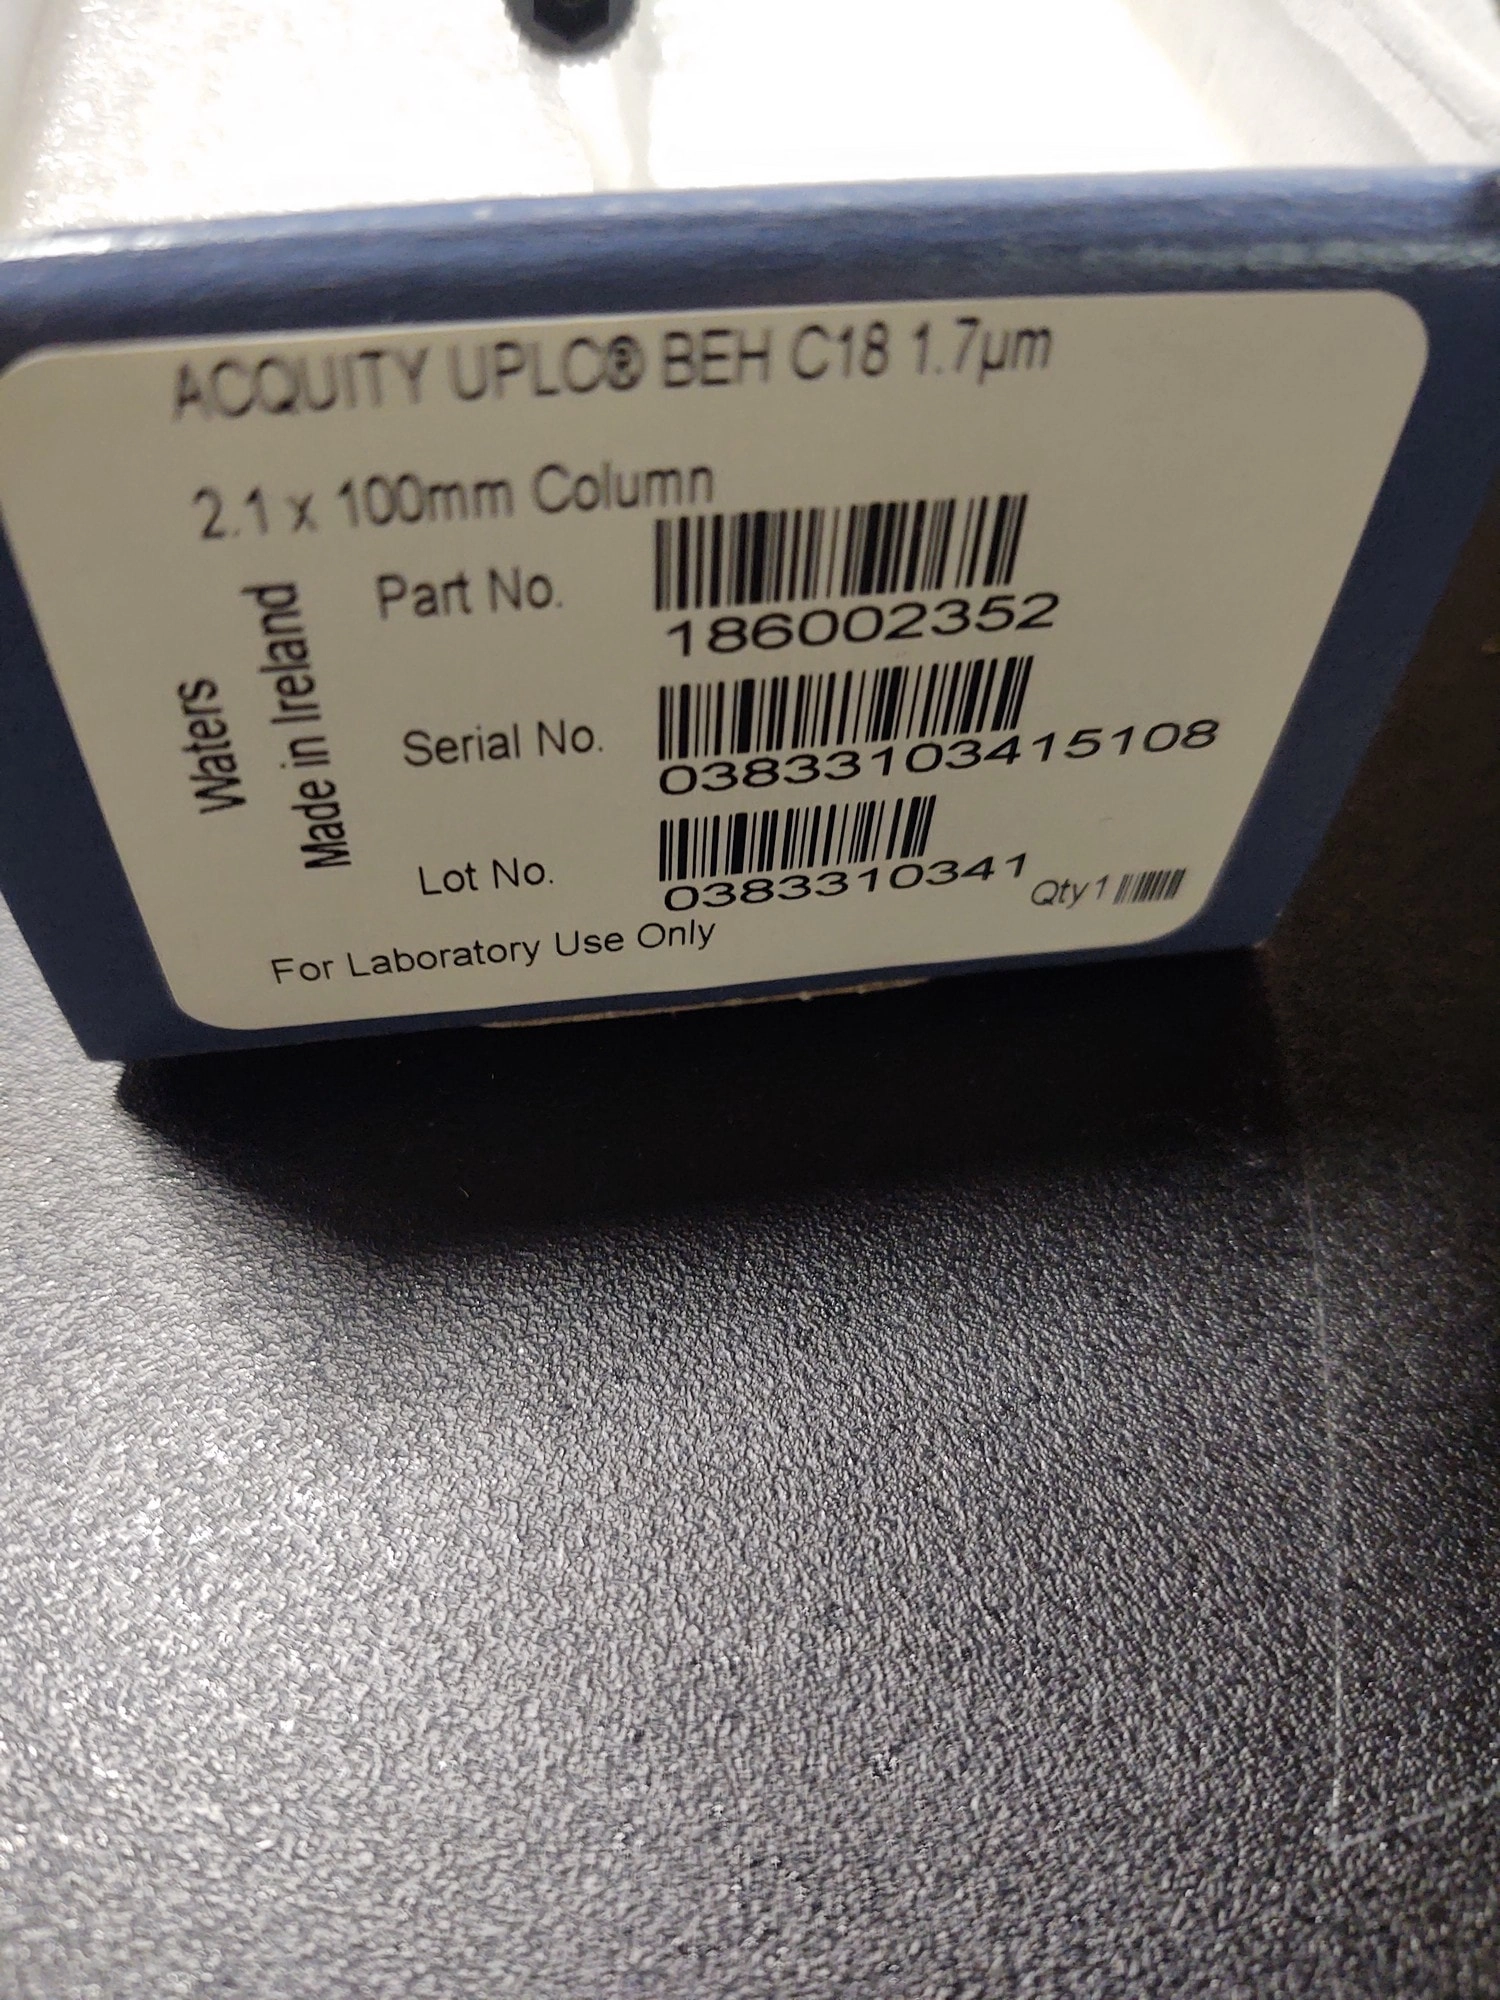 ACQUITY UPLC® BEH C18 1.7µm
2.1 x 100mm Column
Waters
Made in Ireland
Part No.
186002352
Serial No.
03833103415108
Lot No.
0383310341
Qty 1
For Laboratory Use Only